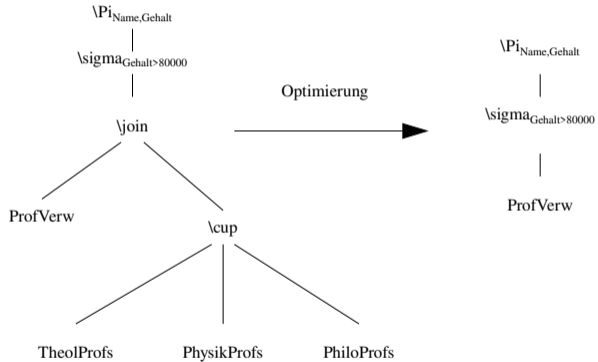 \Pi_Name,Gehalt
\sigma_Gehalt>80000
\join
ProfVerw
\cup
TheolProfs PhysikProfs PhiloProfs
Optimierung
\Pi_Name,Gehalt
\sigma_Gehalt>80000
ProfVerw